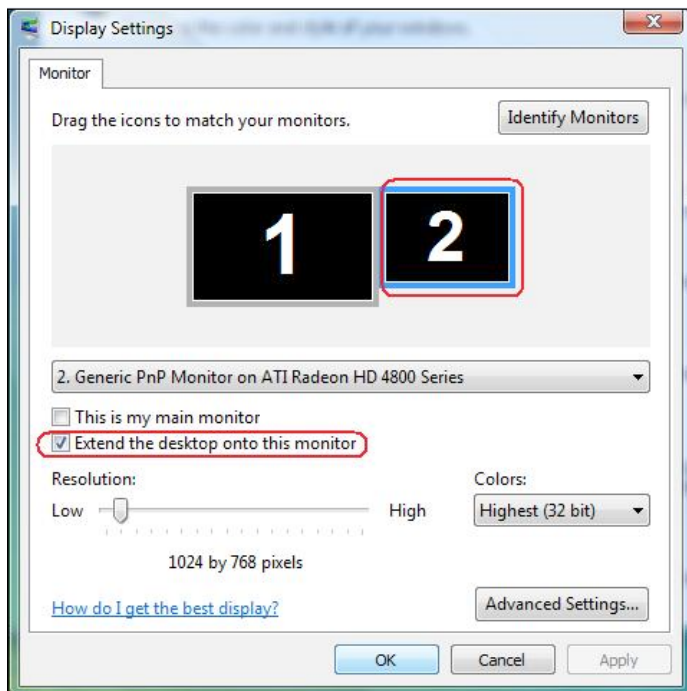 Display Settings
Monitor
Drag the icons to match your monitors.
Identify Monitors
1
2
2. Generic PnP Monitor on ATI Radeon HD 4800 Series
This is my main monitor
Extend the desktop onto this monitor
Resolution:
Colors:
Low
High
Highest (32 bit)
1024 by 768 pixels
How do I get the best display?
Advanced Settings...
OK
Cancel
Apply